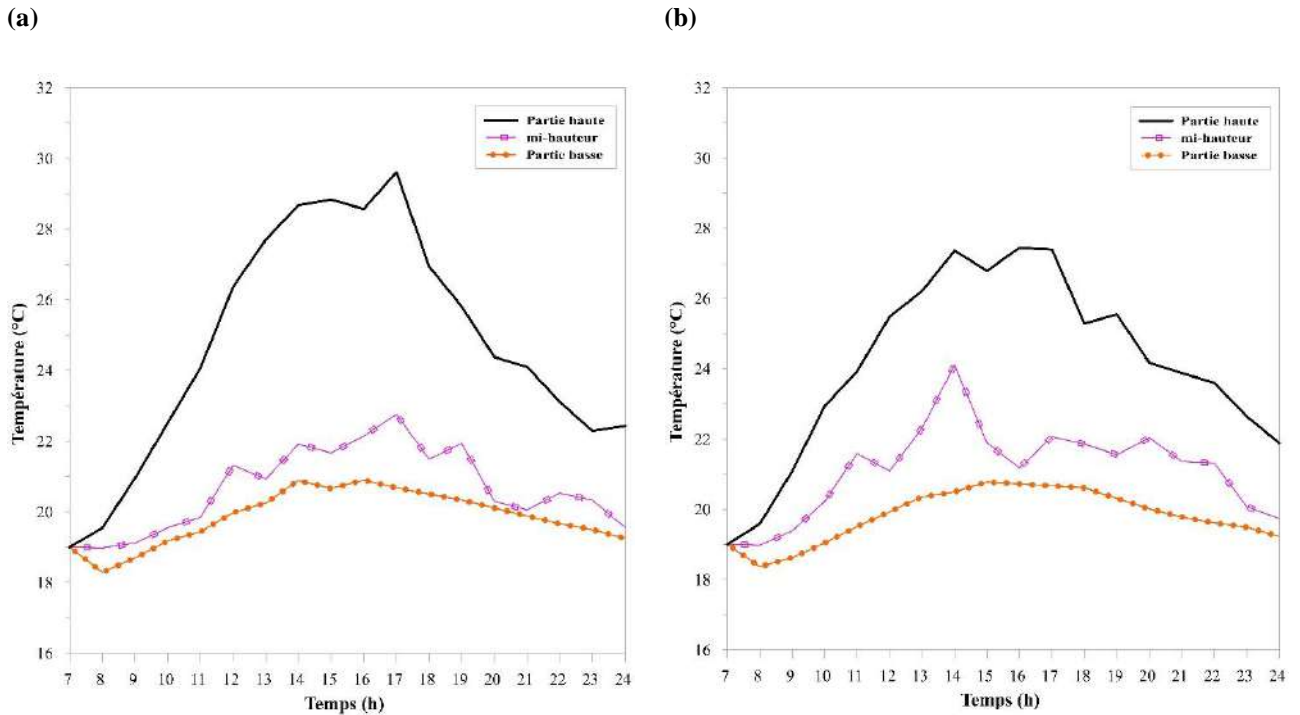 (a)
(b)
32
30
28
26
24
22
20
18
16
Température (°C)
Partie haute
mi-hauteur
Partic basse
7 8 9 10 11 12 13 14 15 16 17 18 19 20 21 22 23 24
Temps (h)
32
30
28
26
24
22
20
18
16
Température (°C)
Partie haute
mi-hauteur
Partie basse
7 8 9 10 11 12 13 14 15 16 17 18 19 20 21 22 23 24
Temps (h)